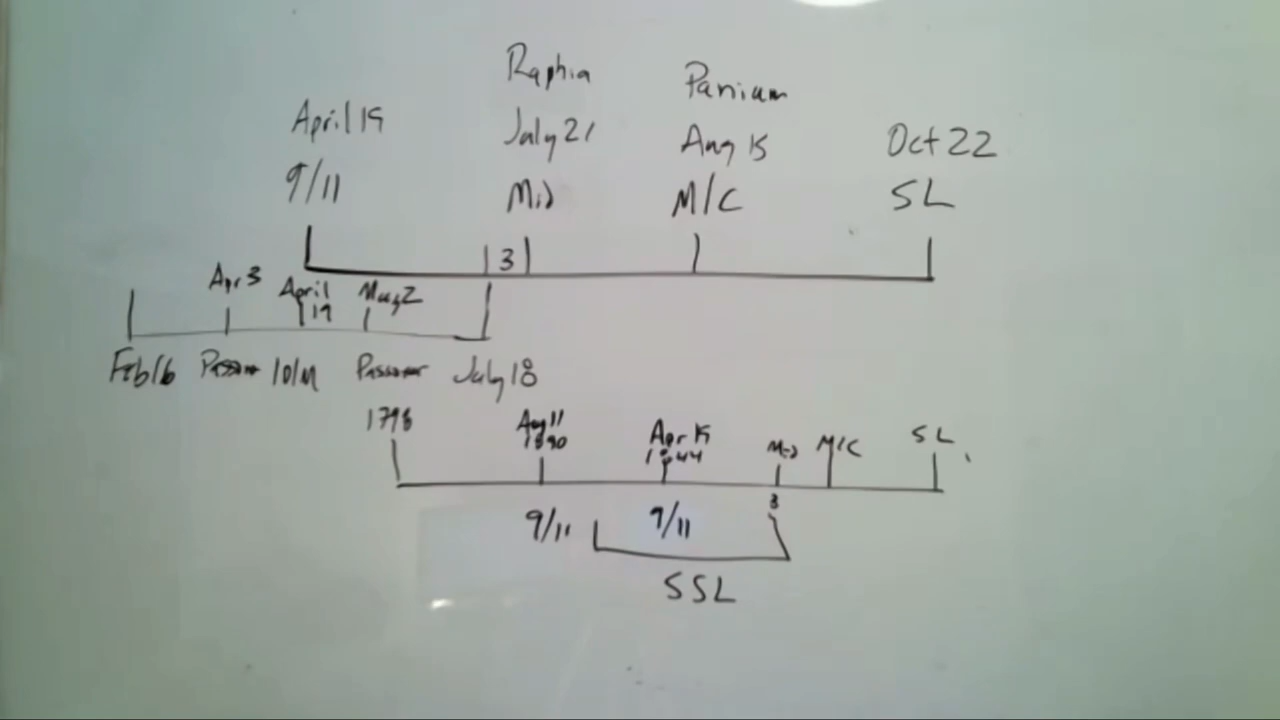 Raphia
Panium
April 19
July 21
Aug 15
Oct 22
9/11
Mid
M/C
SL
3
Apr 3
April
19
May 2
Feb 16
10/M
Passover
July 18
1798
Aug 11
1840
Apr 19
1844
Mid
M/C
SL
9/11
9/11
3
SSL